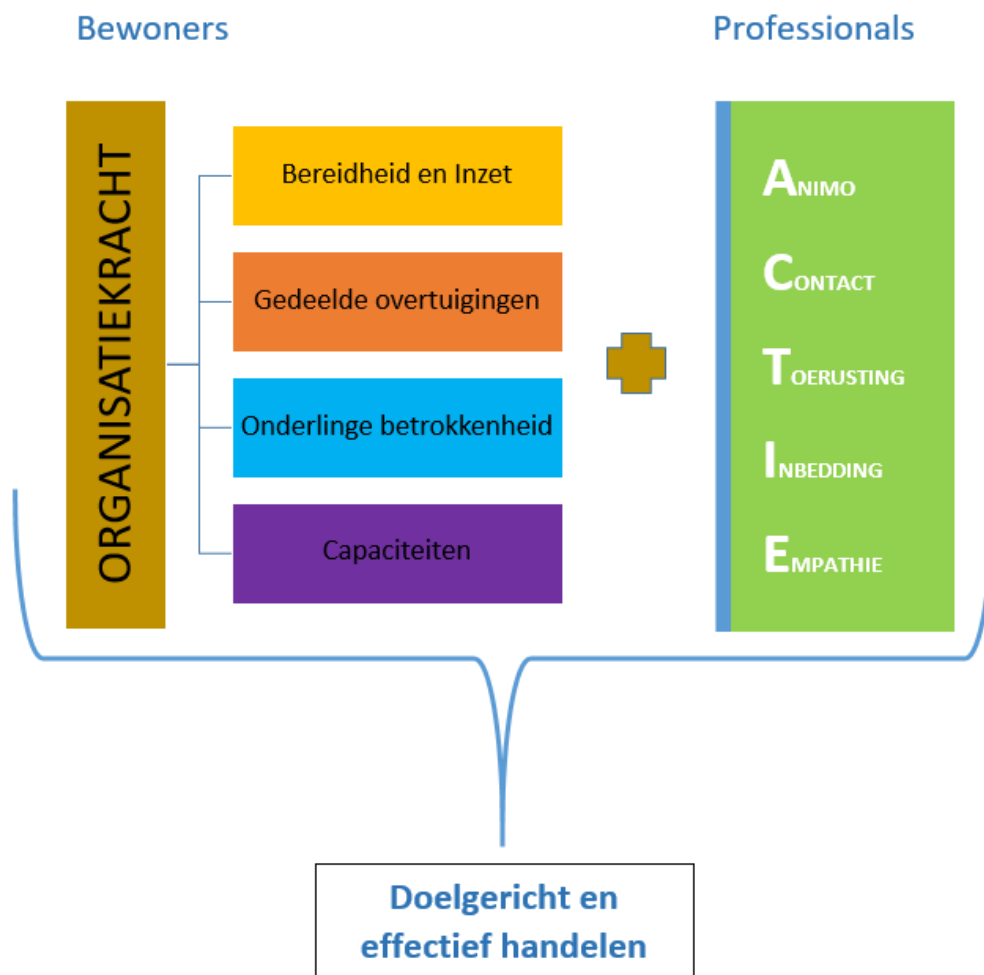 Bewoners
Professionals
ORGANISATIEKRACHT
Bereidheid en Inzet
Gedeelde overtuigingen
Onderlinge betrokkenheid
Capaciteiten
ANIMO
CONTACT
TOERUSTING
INBEDDING
EMPATHIE
Doelgericht en
effectief handelen